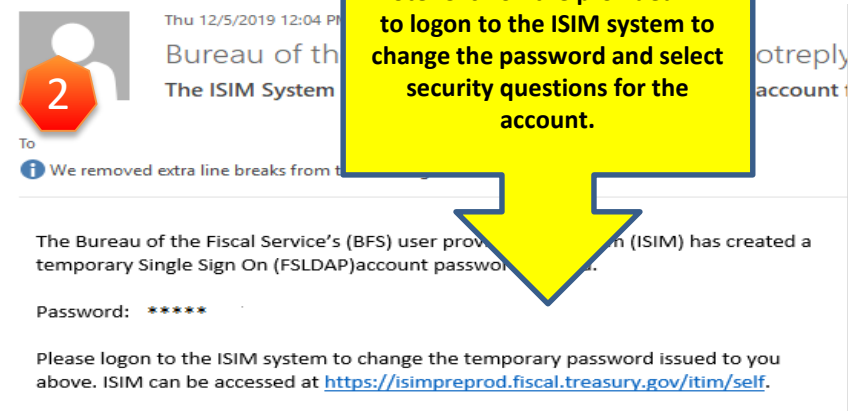 to logon to the ISIM system to
change the password and select
security questions for the
account.
Thu 12/5/2019 12:04
Bureau of otreply
The ISIM System account
2
To
We removed extra line breaks from
The Bureau of the Fiscal Service's (BFS) user (ISIM) has created a
temporary Single Sign On (FSLDAP)account
Password: *****
Please logon to the ISIM system to change the temporary password issued to you
above. ISIM can be accessed at https://isimpreprod.fiscal.treasury.gov/itim/self.